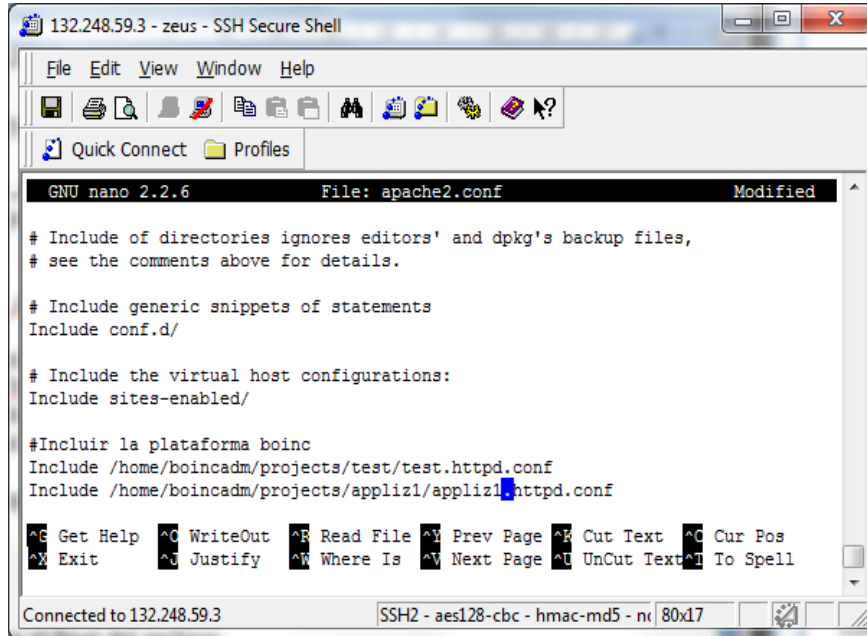 132.248.59.3 - zeus - SSH Secure Shell
File Edit View Window Help
Quick Connect Profiles
GNU nano 2.2.6 File: apache2.conf Modified
# Include of directories ignores editors' and dpkg's backup files,
# see the comments above for details.
# Include generic snippets of statements
Include conf.d/
# Include the virtual host configurations:
Include sites-enabled/
#Incluir la plataforma boinc
Include /home/boincadm/projects/test/test.httpd.conf
Include /home/boincadm/projects/appliz1/appliz1.httpd.conf
^G Get Help ^O WriteOut ^R Read File ^Y Prev Page ^K Cut Text ^C Cur Pos
^X Exit ^J Justify ^W Where Is ^V Next Page ^U UnCut Text ^T To Spell
Connected to 132.248.59.3 SSH2 - aes128-cbc - hmac-md5 - 80x17